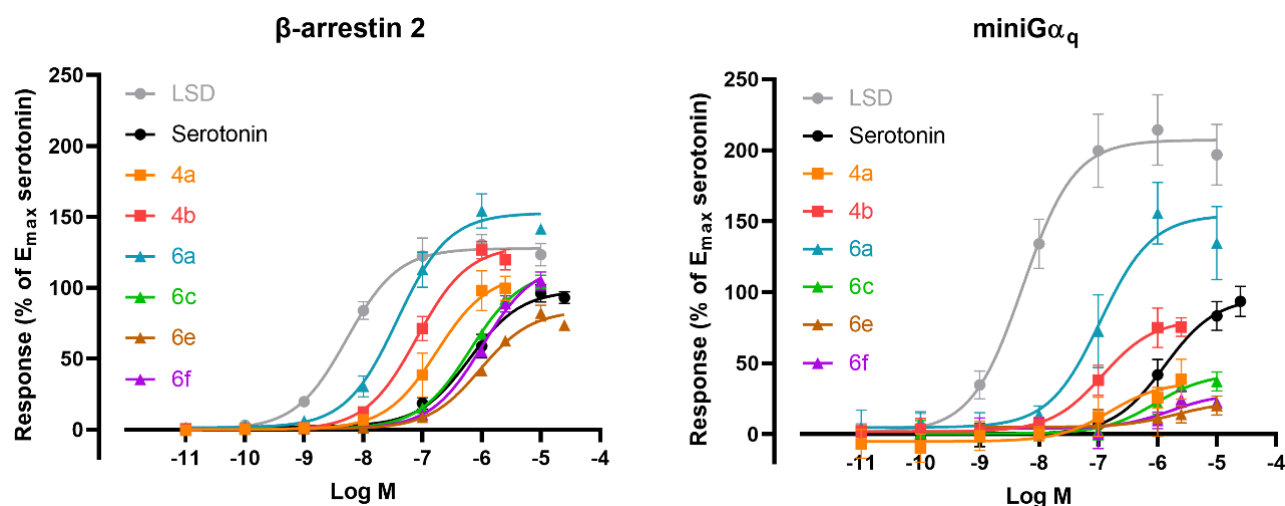 β-arrestin 2
Response (% of Emax serotonin)
250
200
150
100
50
0
LSD
Serotonin
4a
4b
6a
6c
6e
6f
-11 -10 -9 -8 -7 -6 -5 -4
Log M
miniGαq
Response (% of Emax serotonin)
250
200
150
100
50
0
LSD
Serotonin
4a
4b
6a
6c
6e
6f
-11 -10 -9 -8 -7 -6 -5 -4
Log M